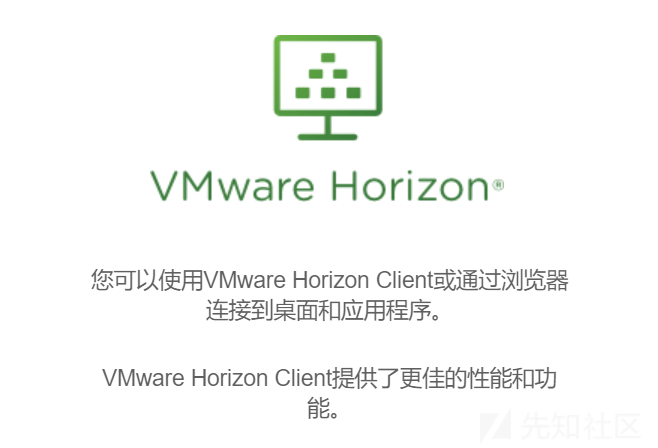 VMware Horizon®
您可以使用VMware Horizon Client或通过浏览器
连接到桌面和应用程序。
VMware Horizon Client提供了更佳的性能和功
能。
先知社区